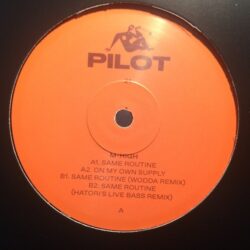 PILOT
M-HIGH
A1. SAME ROUTINE
A2. ON MY OWN SUPPLY
B1. SAME ROUTINE (WODDA REMIX)
B2. SAME ROUTINE
(HATORI'S LIVE BASS REMIX)
A